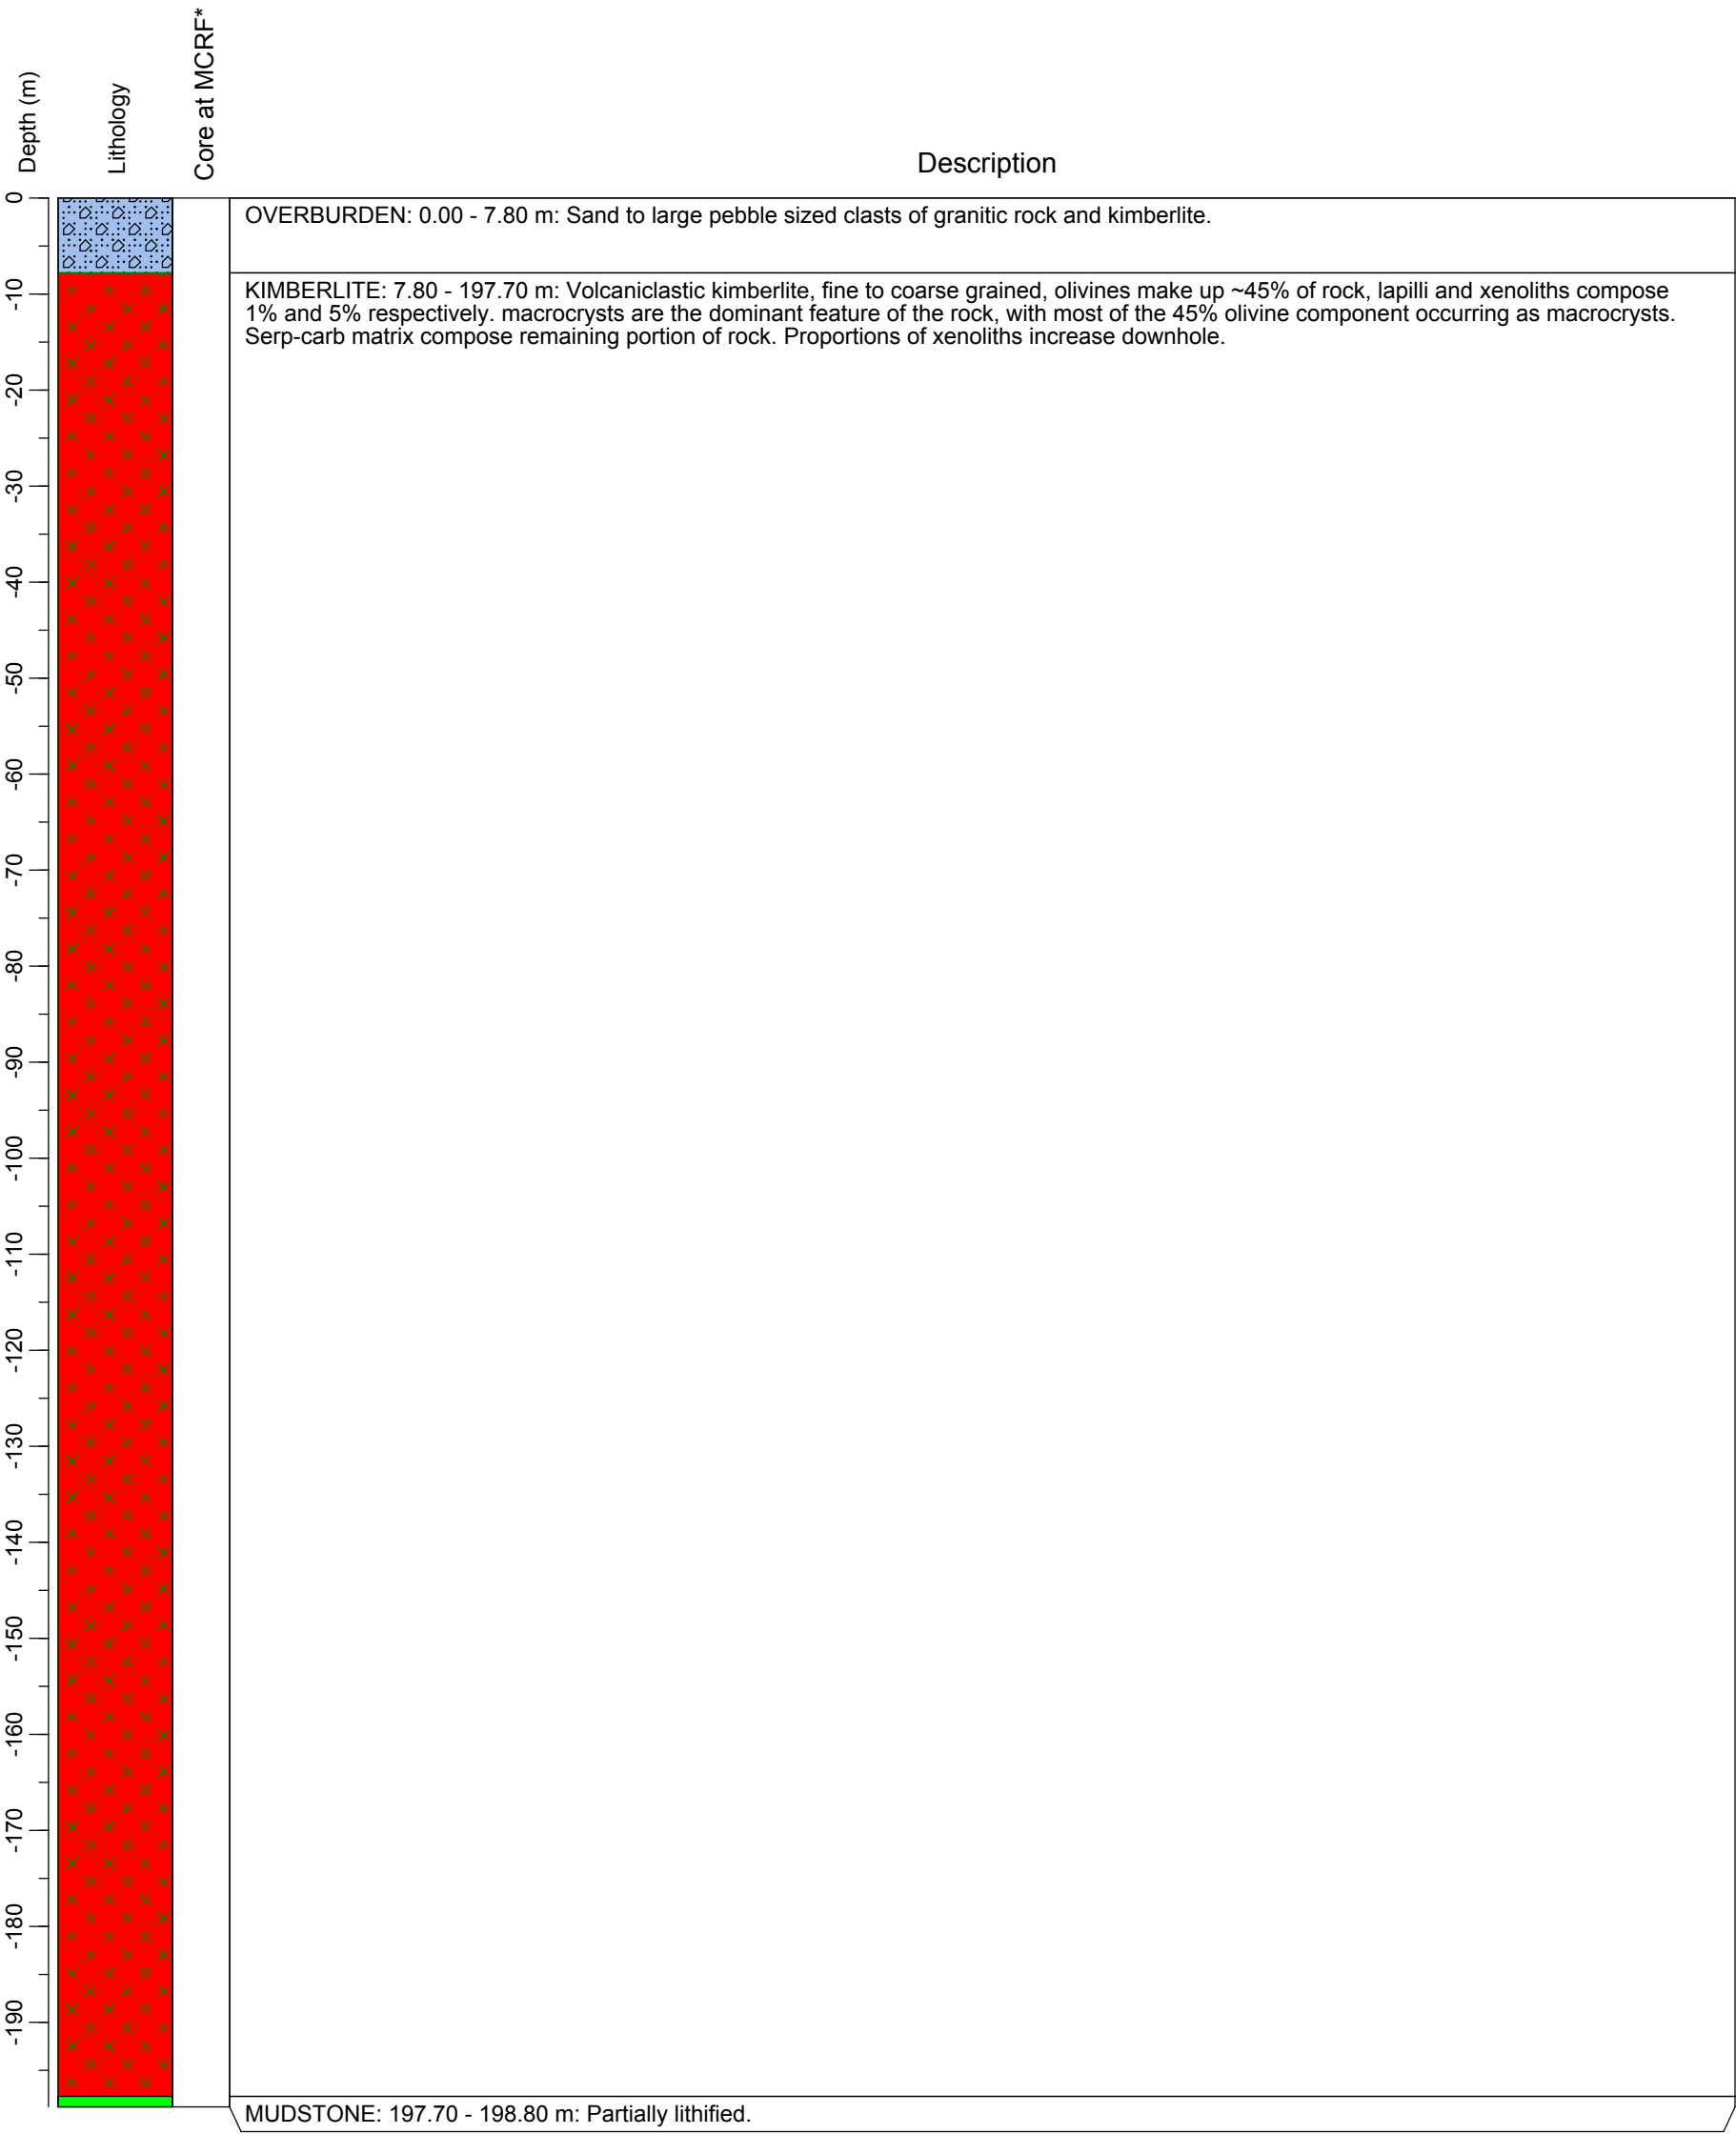 Depth (m)
Lithology
Core at MCRF*
Description
0
OVERBURDEN: 0.00 - 7.80 m: Sand to large pebble sized clasts of granitic rock and kimberlite.
-10
KIMBERLITE: 7.80 - 197.70 m: Volcaniclastic kimberlite, fine to coarse grained, olivines make up ~45% of rock, lapilli and xenoliths compose
1% and 5% respectively. macrocrysts are the dominant feature of the rock, with most of the 45% olivine component occurring as macrocrysts.
Serp-carb matrix compose remaining portion of rock. Proportions of xenoliths increase downhole.
-20
-30
-40
-50
-60
-70
-80
-90
-100
-110
-120
-130
-140
-150
-160
-170
-180
-190
MUDSTONE: 197.70 - 198.80 m: Partially lithified.